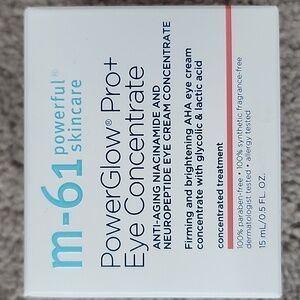 m-61 powerful® skincare
PowerGlow® Pro+
Eye Concentrate
ANTI-AGING NIACINAMIDE AND
NEUROPEPTIDE EYE CREAM CONCENTRATE
Firming and brightening AHA eye cream
concentrate with glycolic & lactic acid
concentrated treatment
100% paraben-free • 100% synthetic fragrance-free
dermatologist tested • allergy tested
15 mL/0.5 FL. OZ.